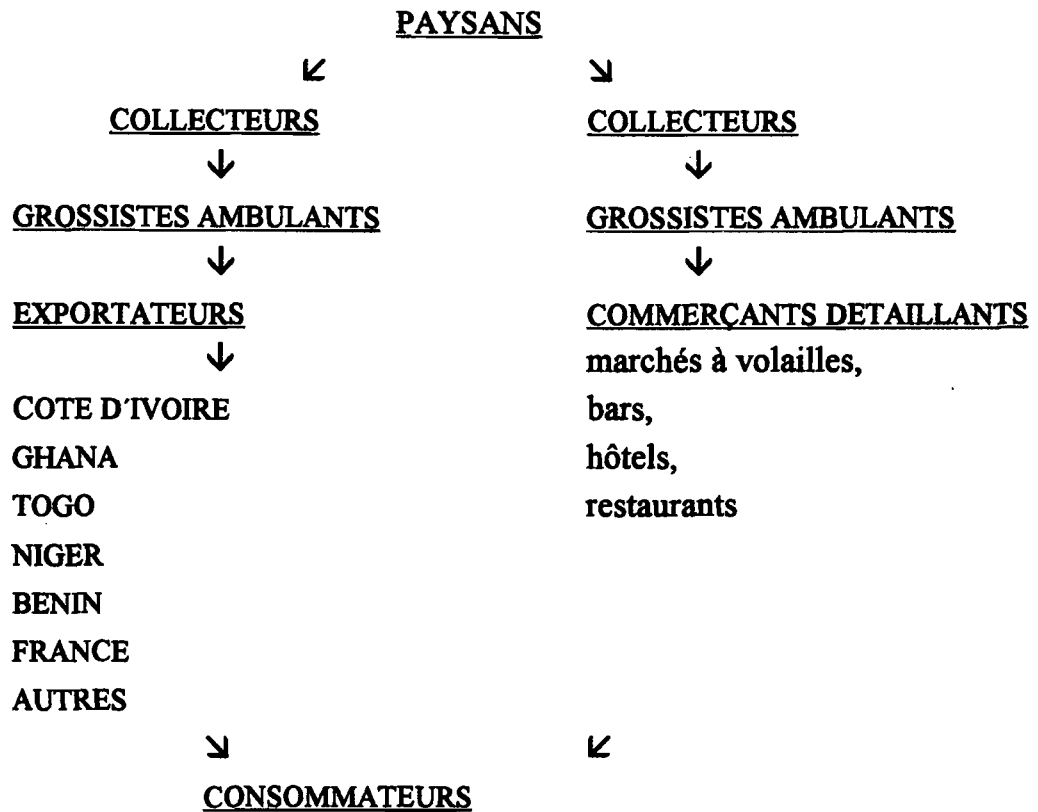 PAYSANS
↙ ↘
COLLECTEURS COLLECTEURS
↓ ↓
GROSSISTES AMBULANTS GROSSISTES AMBULANTS
↓ ↓
EXPORTATEURS COMMERÇANTS DETAILLANTS
↓ marchés à volailles,
COTE D'IVOIRE bars,
GHANA hôtels,
TOGO restaurants
NIGER
BENIN
FRANCE
AUTRES
↘ ↙
CONSOMMATEURS